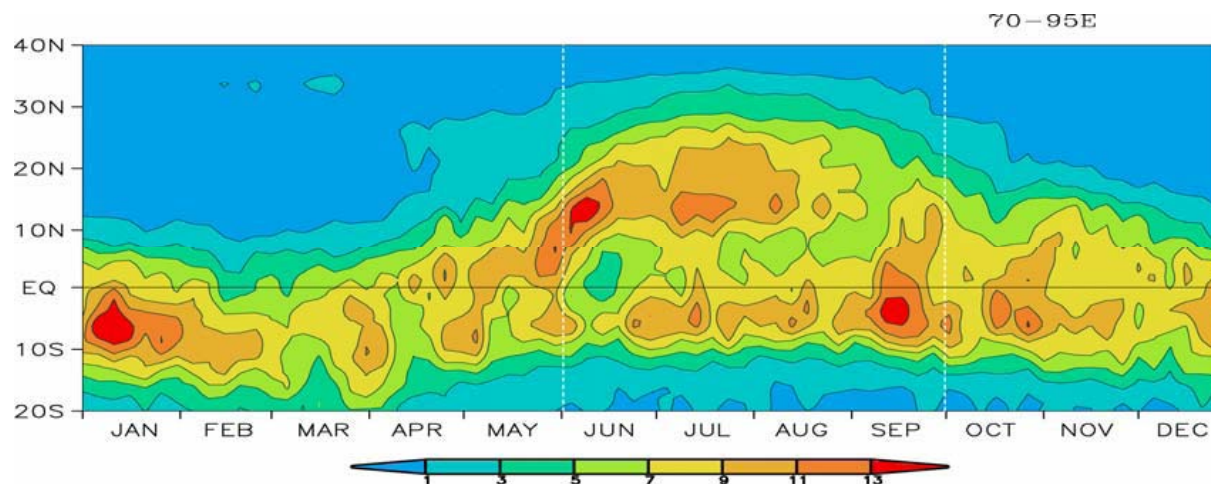 70-95E
40N
30N
20N
10N
EQ
10S
20S
JAN FEB MAR APR MAY JUN JUL AUG SEP OCT NOV DEC
1 3 5 7 9 11 13